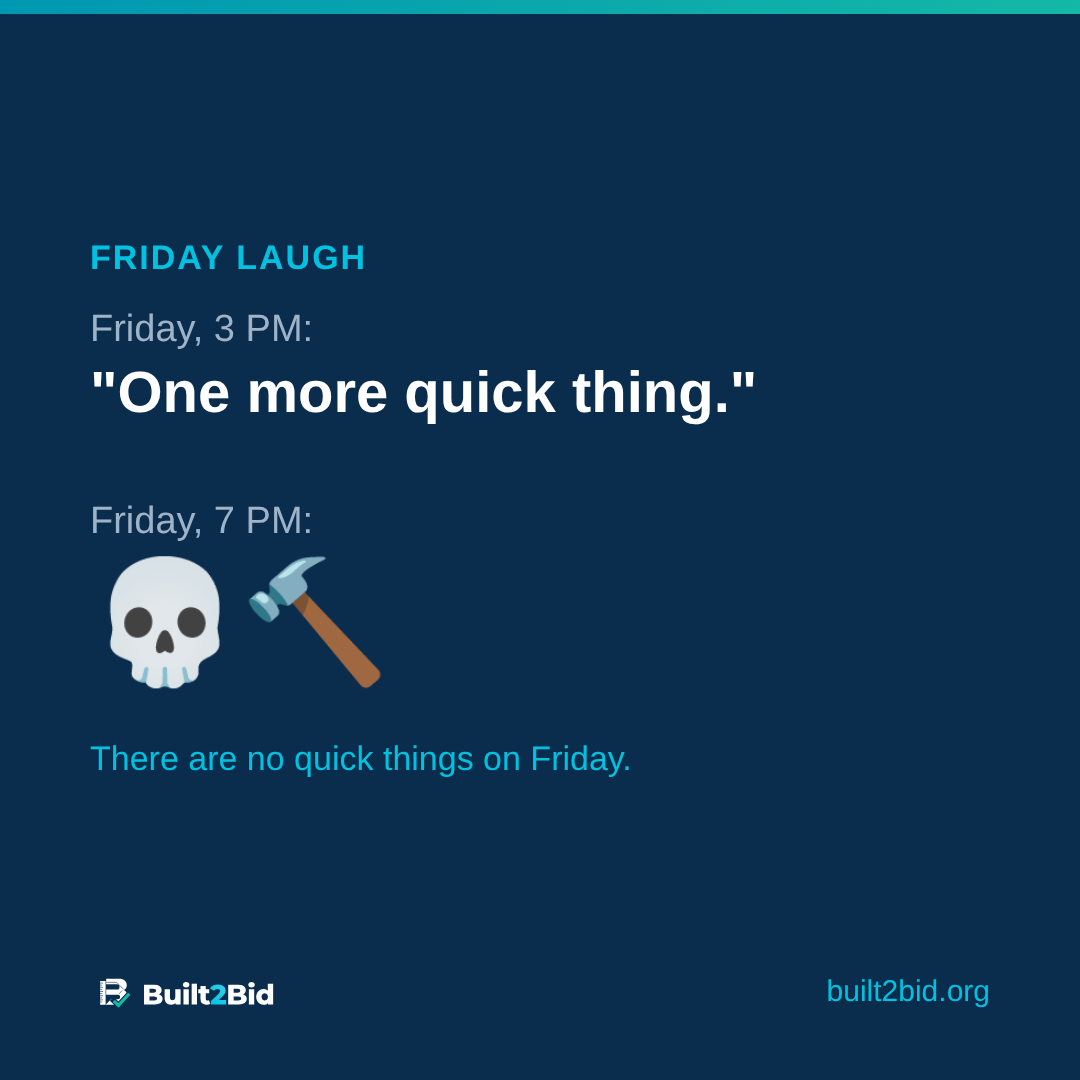 FRIDAY LAUGH
Friday, 3 PM:
"One more quick thing."
Friday, 7 PM:
There are no quick things on Friday.
Built2Bid
built2bid.org